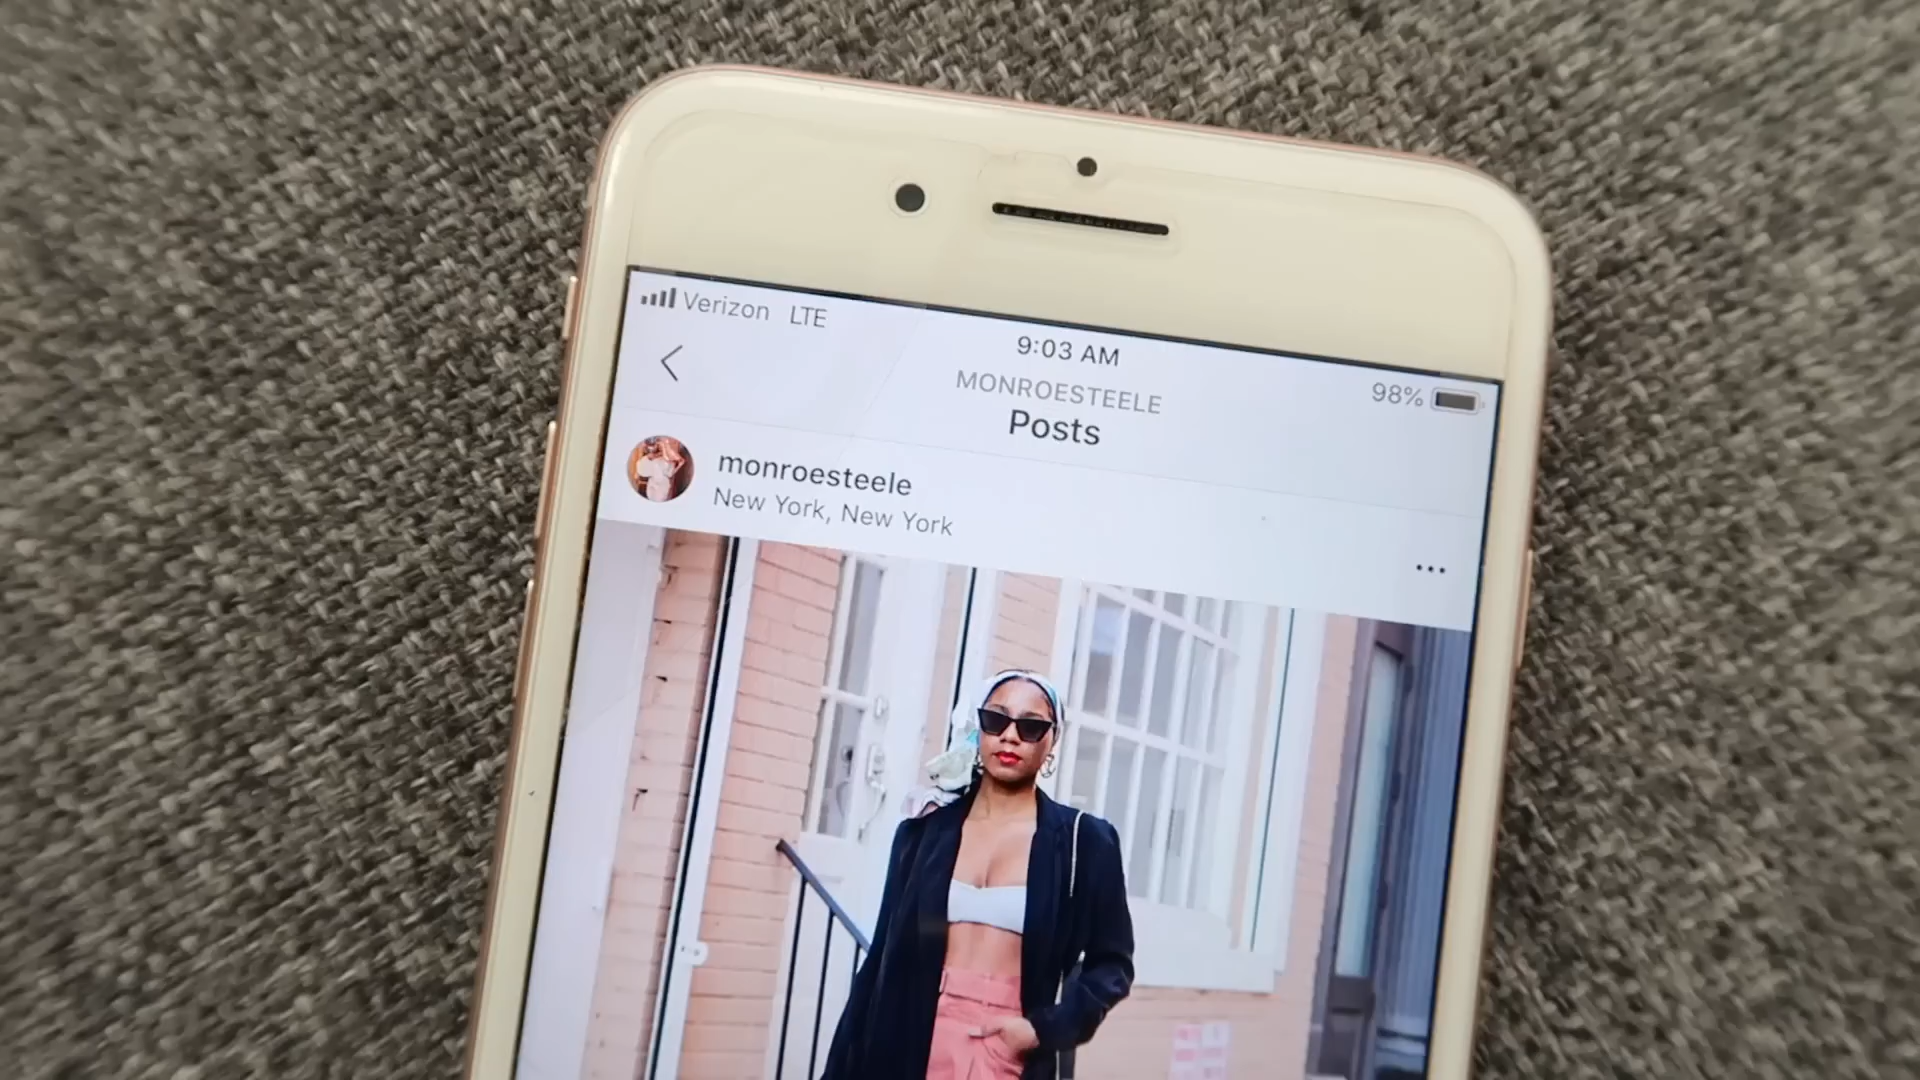 Verizon LTE
9:03 AM
98%
MONROESTEELE
Posts
monroesteele
New York, New York